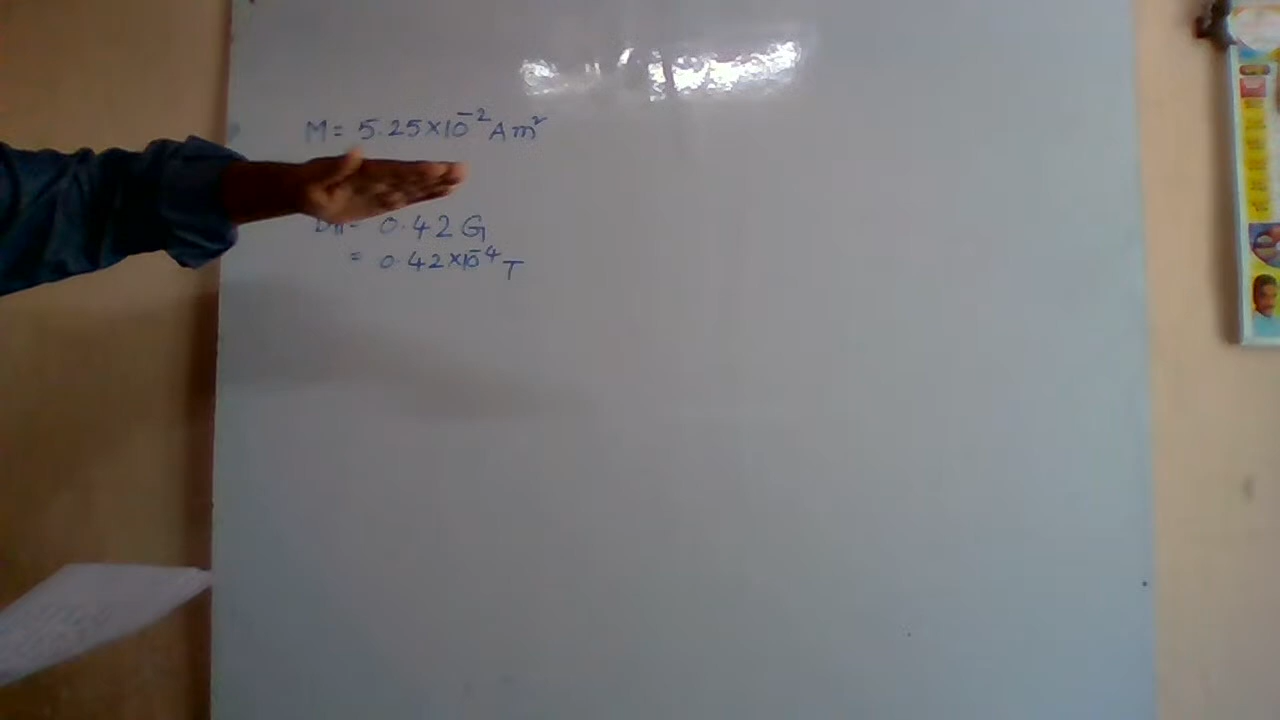 M = 5.25×10⁻² Am²
= 0.42 G
= 0.42×10⁻⁴ T